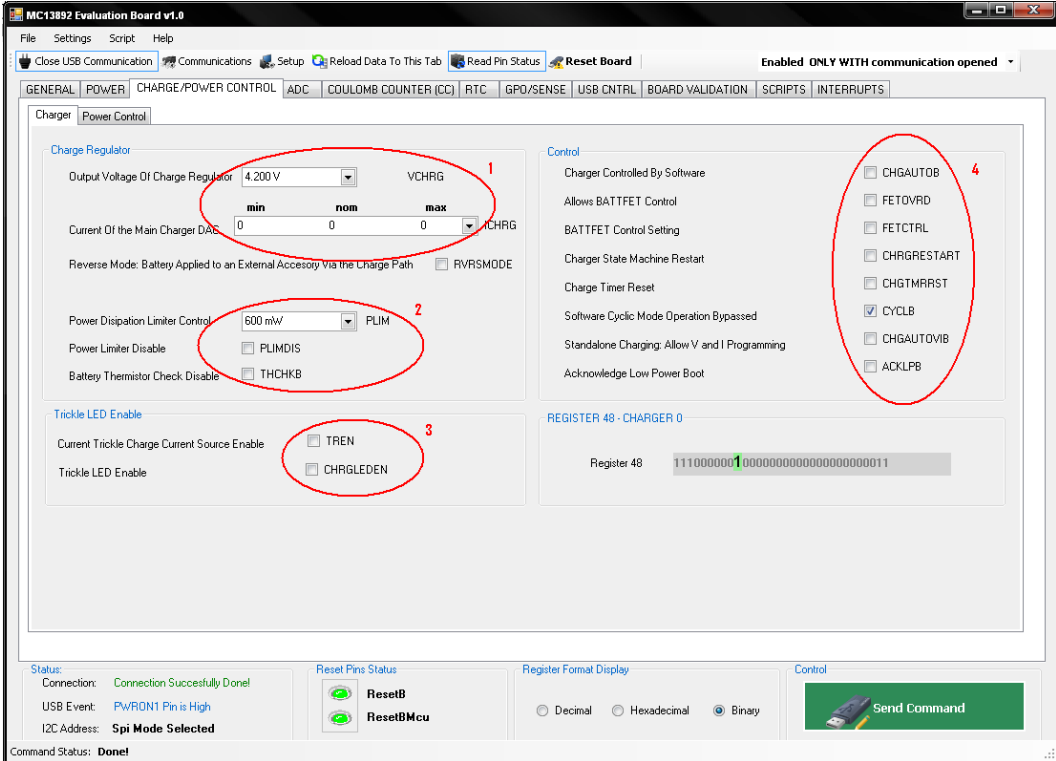 MC13892 Evaluation Board v1.0
File Settings Script Help
Close USB Communication Communications Setup Reload Data To This Tab Read Pin Status Reset Board Enabled ONLY WITH communication opened
GENERAL POWER CHARGE/POWER CONTROL ADC COULOMB COUNTER (CC) RTC GPO/SENSE USB CNTRL BOARD VALIDATION SCRIPTS INTERRUPTS
Charger Power Control
Charge Regulator
1
Output Voltage Of Charge Regulator 4.200 V VCHRG
min nom max
Current Of the Main Charger DAC 0 0 0 ICHRG
Reverse Mode: Battery Applied to an External Accesory Via the Charge Path RVRSMODE
2
Power Disipation Limiter Control 600 mW PLIM
Power Limiter Disable PLIMDIS
Battery Thermistor Check Disable THCHKB
Trickle LED Enable
3
Current Trickle Charge Current Source Enable TREN
Trickle LED Enable CHRGLEDEN
Control
4
Charger Controlled By Software CHGAUTOB
Allows BATTFET Control FETOVRD
BATTFET Control Setting FETCTRL
Charger State Machine Restart CHRGRESTART
Charge Timer Reset CHGTMRRST
Software Cyclic Mode Operation Bypassed CYCLB
Standalone Charging: Allow V and I Programming CHGAUTOVIB
Acknowledge Low Power Boot ACKLPB
REGISTER 48 - CHARGER 0
Register 48 11100000010000000000000000000011
Status:
Connection: Connection Succesfully Done!
USB Event: PWRON1 Pin is High
I2C Address: Spi Mode Selected
Reset Pins Status
ResetB
ResetBMcu
Register Format Display
Decimal Hexadecimal Binary
Control
Send Command
Command Status: Done!